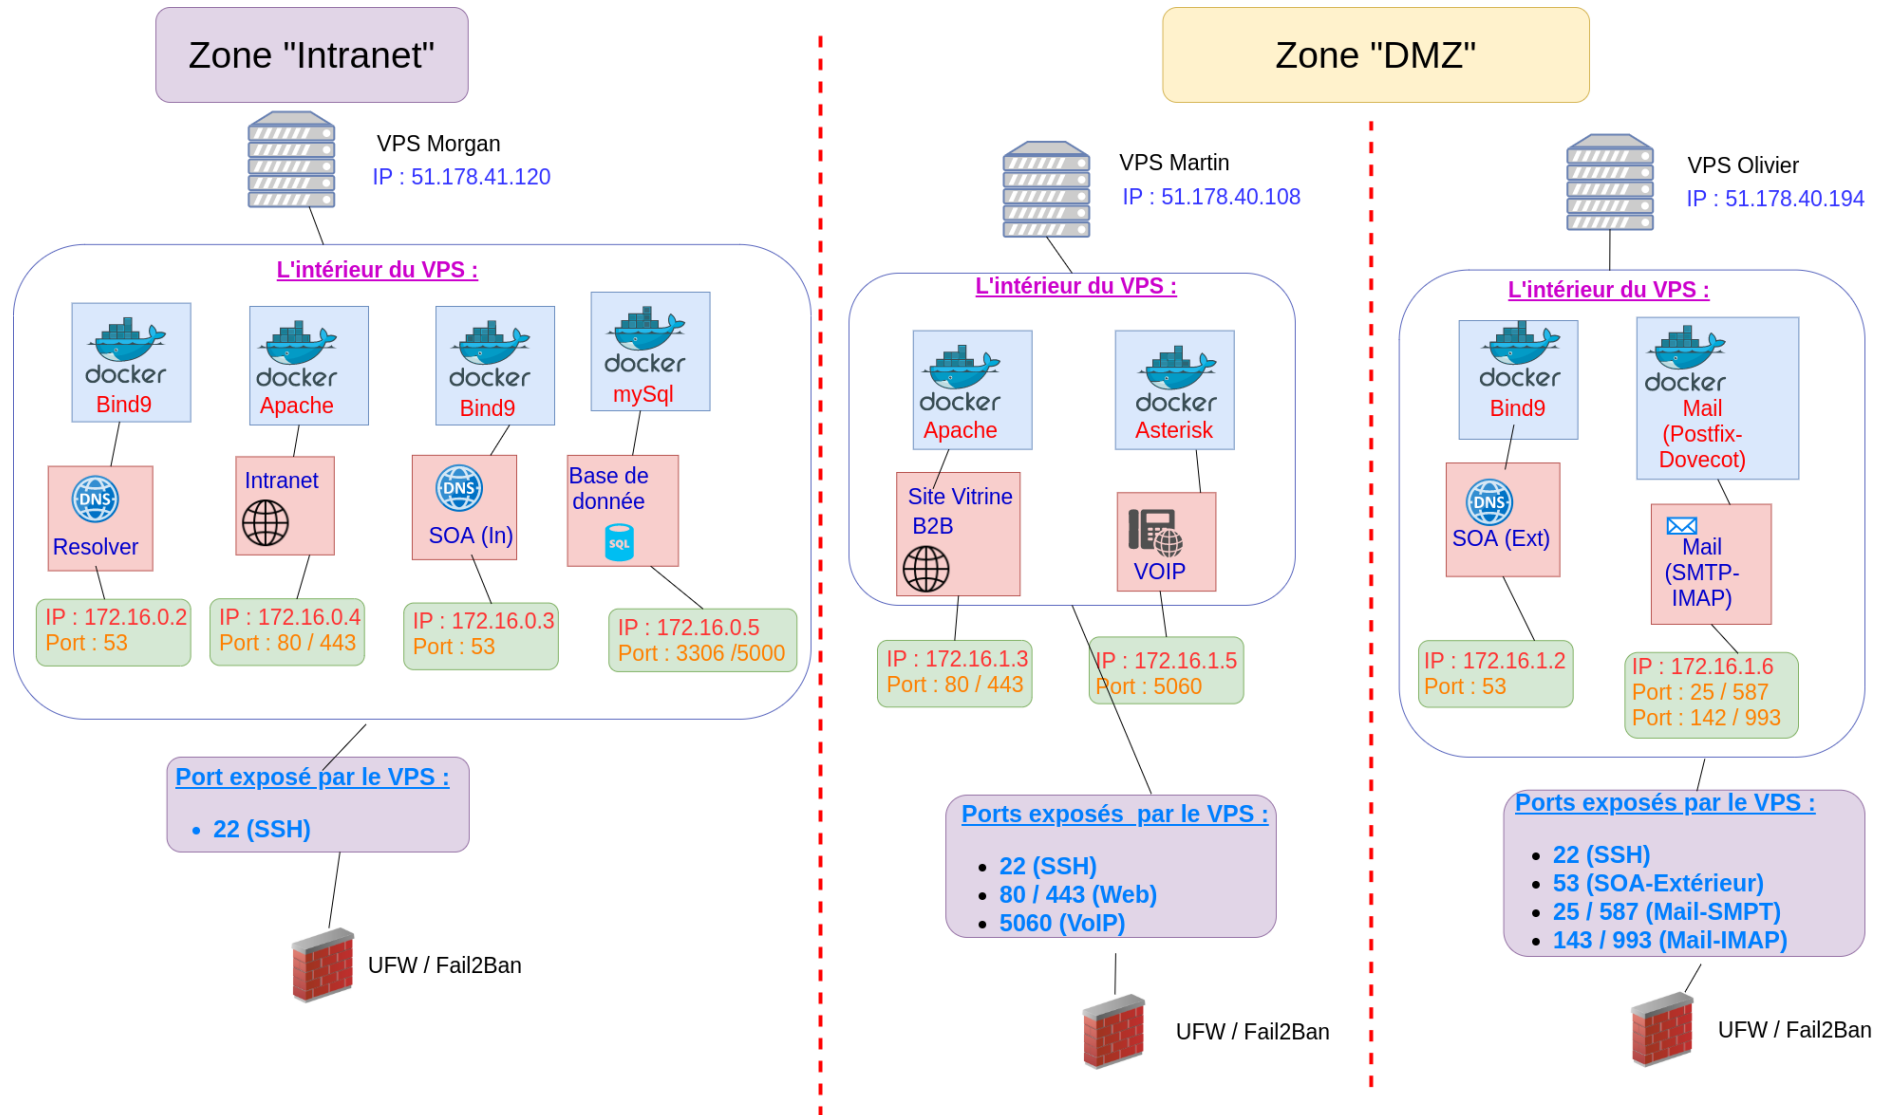 Zone "Intranet"
VPS Morgan
IP : 51.178.41.120
L'intérieur du VPS :
docker
Bind9
docker
Apache
docker
Bind9
docker
mySql
DNS
Resolver
Intranet
DNS
SOA (In)
Base de
donnée
SQL
IP : 172.16.0.2
Port : 53
IP : 172.16.0.4
Port : 80 / 443
IP : 172.16.0.3
Port : 53
IP : 172.16.0.5
Port : 3306 /5000
Port exposé par le VPS :
22 (SSH)
UFW / Fail2Ban
Zone "DMZ"
VPS Martin
IP : 51.178.40.108
L'intérieur du VPS :
docker
Apache
docker
Asterisk
Site Vitrine
B2B
VOIP
IP : 172.16.1.3
Port : 80 / 443
IP : 172.16.1.5
Port : 5060
Ports exposés par le VPS :
22 (SSH)
80 / 443 (Web)
5060 (VoIP)
UFW / Fail2Ban
VPS Olivier
IP : 51.178.40.194
L'intérieur du VPS :
docker
Bind9
docker
Mail
(Postfix-
Dovecot)
DNS
SOA (Ext)
Mail
(SMTP-
IMAP)
IP : 172.16.1.2
Port : 53
IP : 172.16.1.6
Port : 25 / 587
Port : 142 / 993
Ports exposés par le VPS :
22 (SSH)
53 (SOA-Extérieur)
25 / 587 (Mail-SMPT)
143 / 993 (Mail-IMAP)
UFW / Fail2Ban